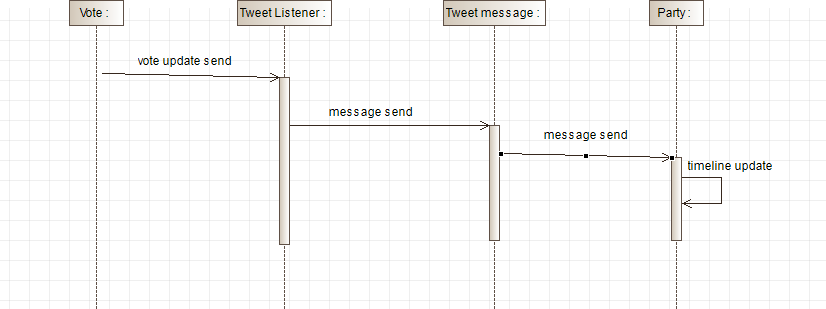 Vote :
Tweet Listener :
Tweet message :
Party :
vote update send
message send
message send
timeline update